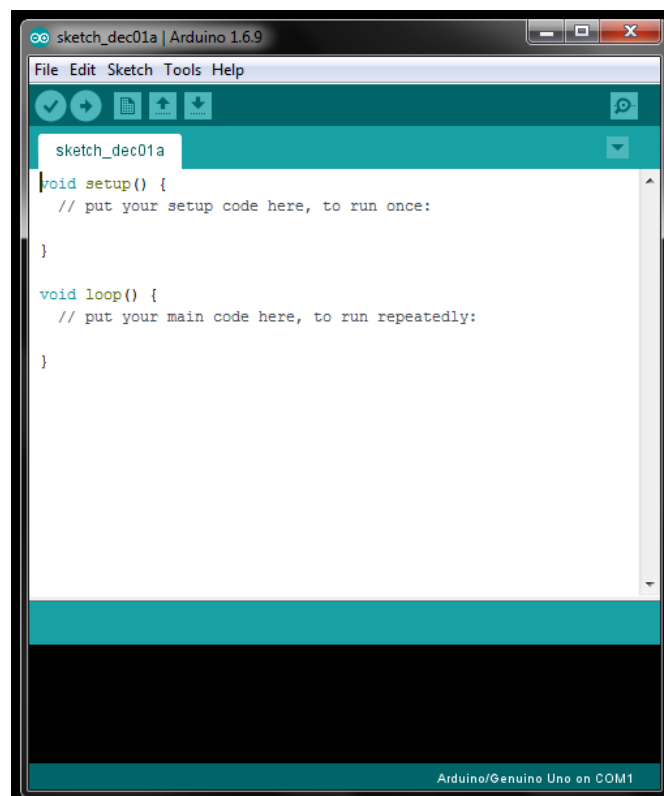 sketch_dec01a | Arduino 1.6.9
File Edit Sketch Tools Help
sketch_dec01a
void setup() {
// put your setup code here, to run once:
}
void loop() {
// put your main code here, to run repeatedly:
}
Arduino/Genuino Uno on COM1